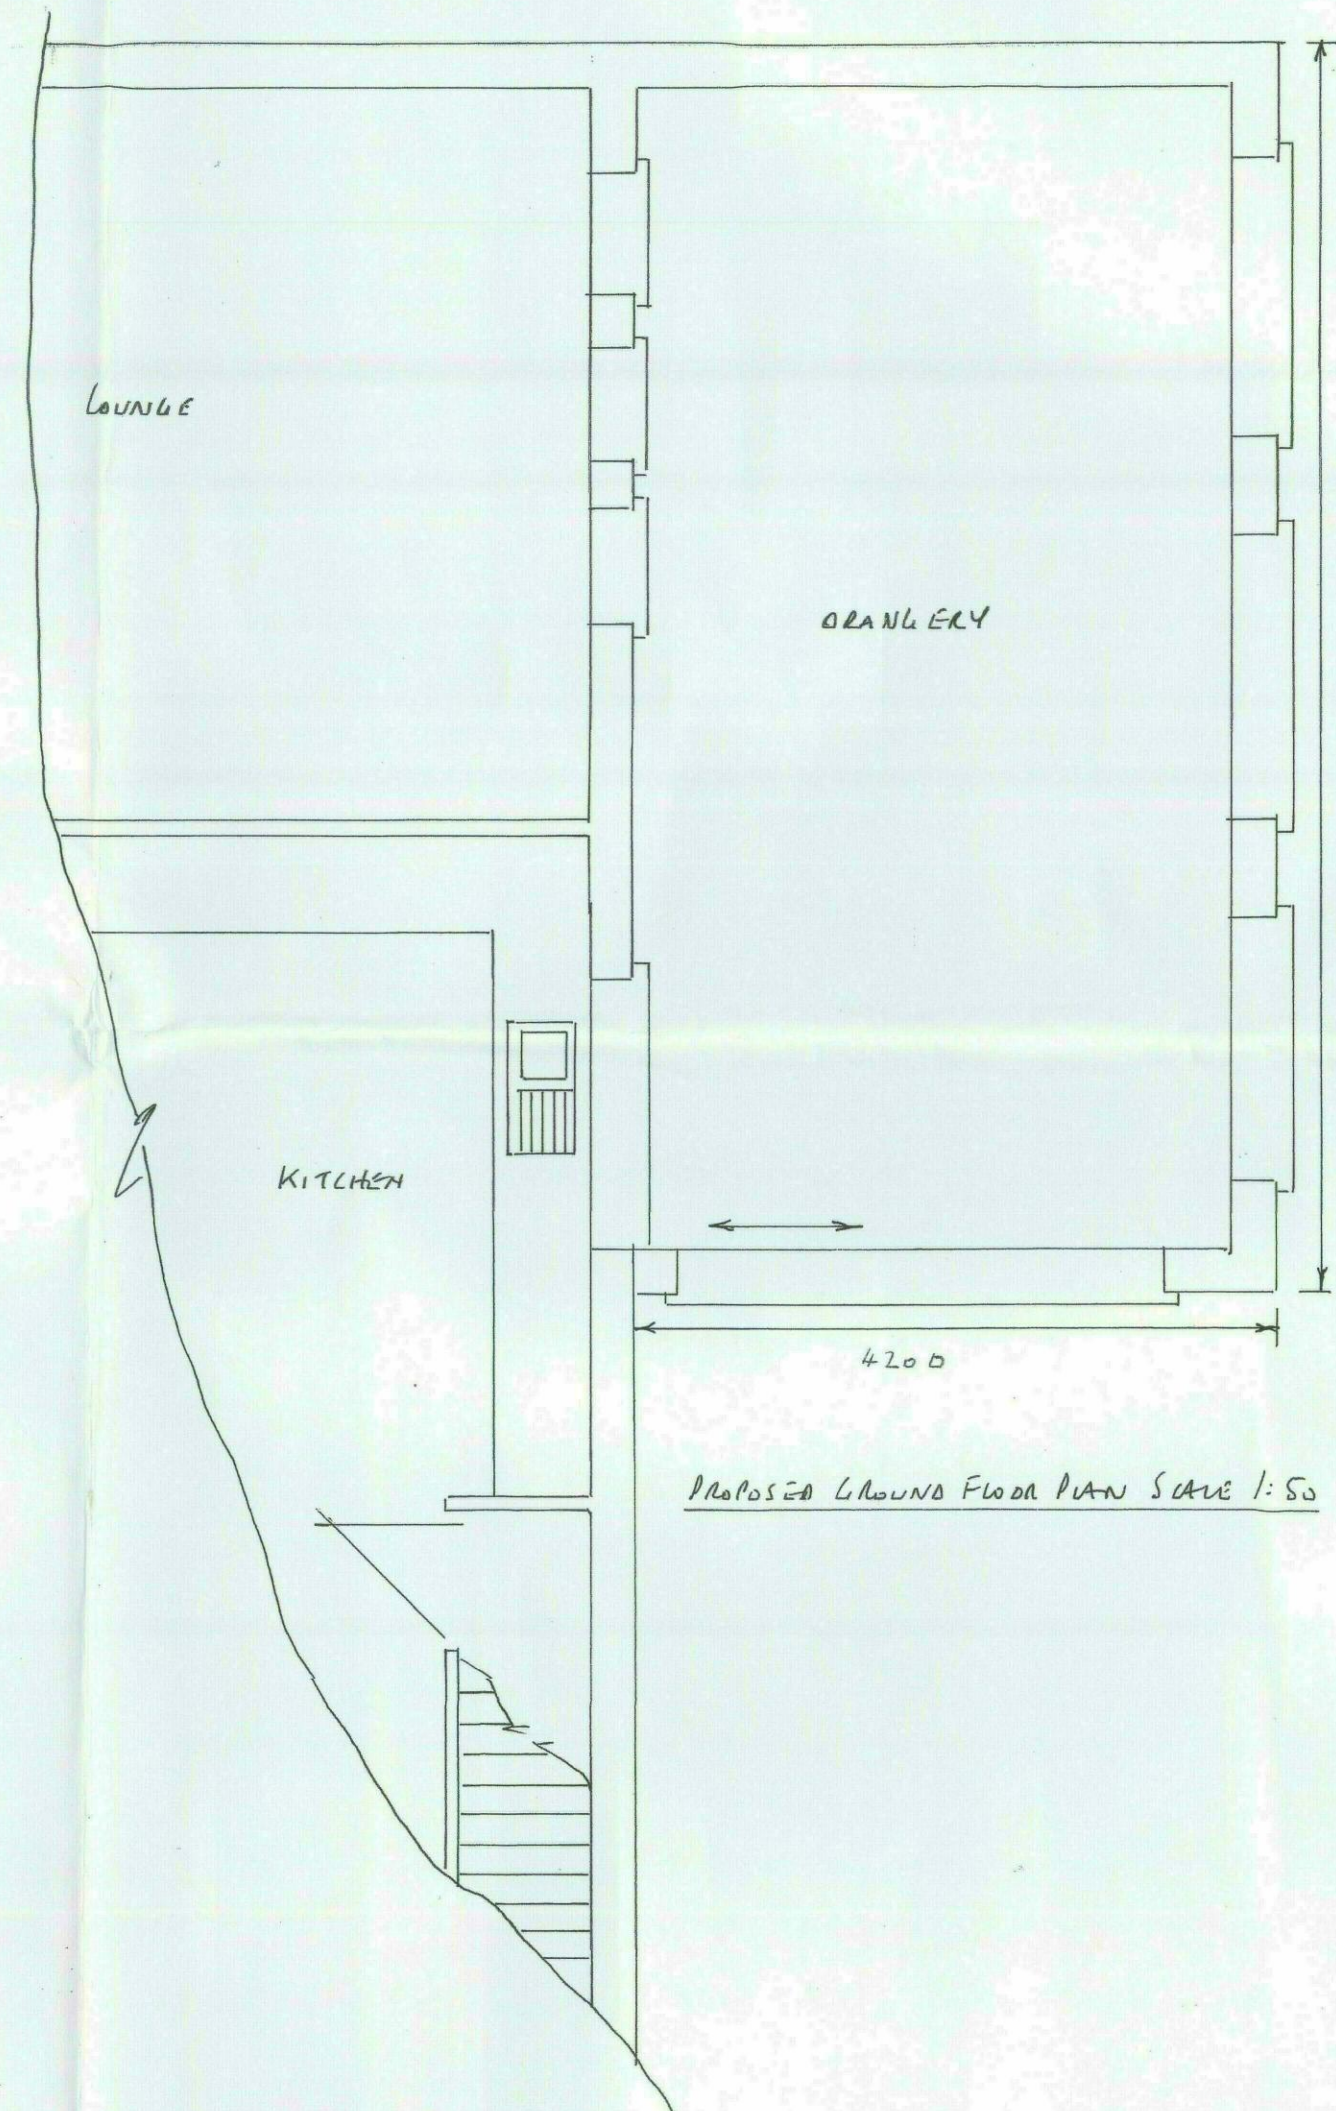 LOUNGE
ORANGERY
KITCHEN
4200
PROPOSED GROUND FLOOR PLAN SCALE 1:50